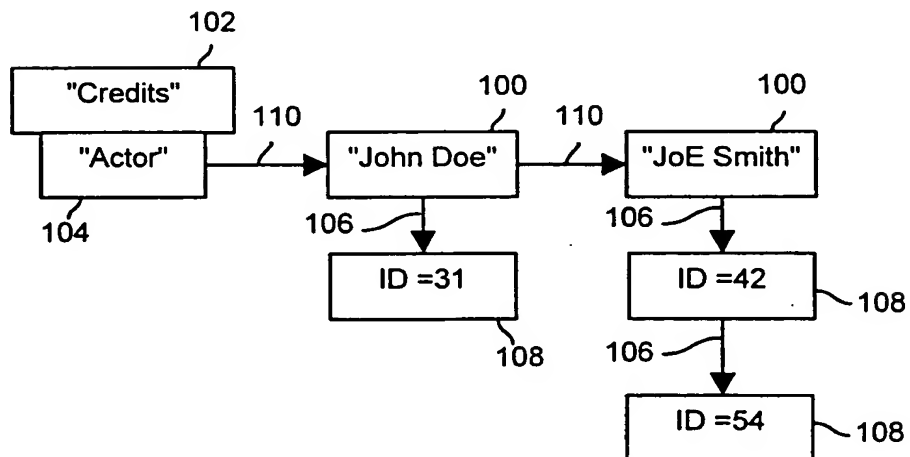 102
"Credits"
110
100
110
100
"Actor"
"John Doe"
"JoE Smith"
104
106
106
ID =31
ID =42
108
108
106
ID =54
108